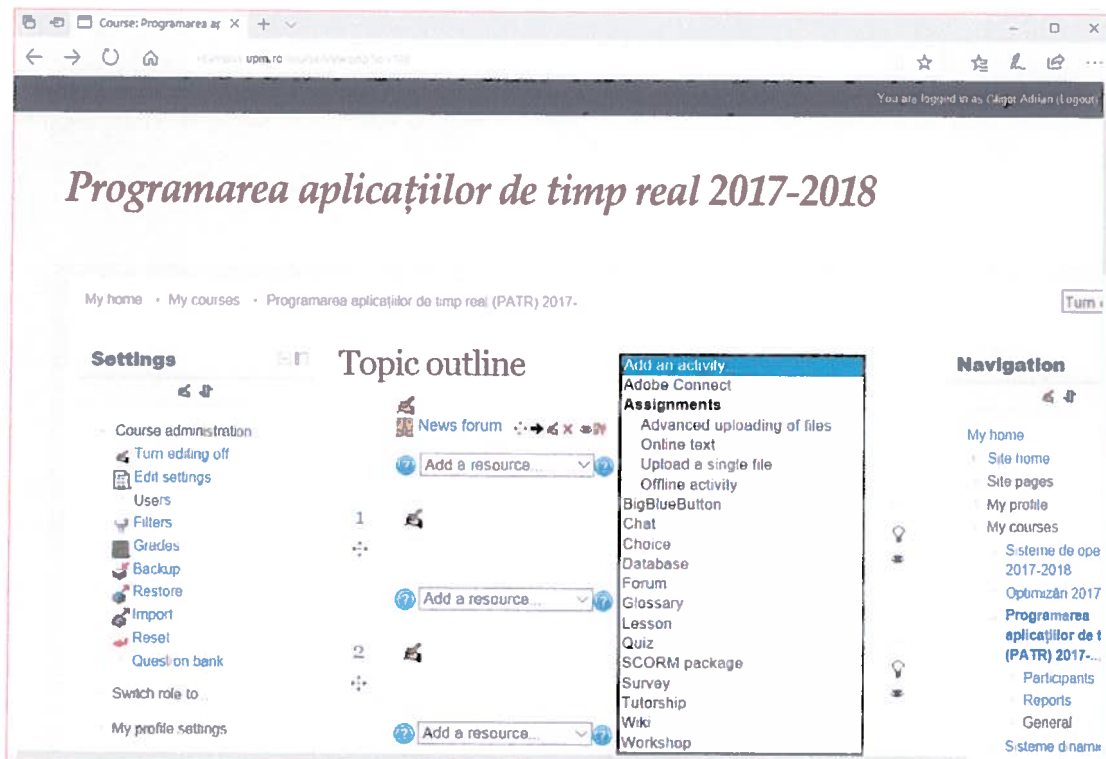 Course: Programarea ap
upm.ro
You are logged in as Adrian (Logout)
Programarea aplicațiilor de timp real 2017-2018
My home
My courses
Programarea aplicațiilor de timp real (PATR) 2017-
Turn
Settings
Course administration
Turn editing off
Edit settings
Users
Filters
Grades
Backup
Restore
Import
Reset
Question bank
Switch role to...
My profile settings
Topic outline
News forum
Add a resource...
1
Add a resource...
2
Add a resource...
Add an activity...
Adobe Connect
Assignments
Advanced uploading of files
Online text
Upload a single file
Offline activity
BigBlueButton
Chat
Choice
Database
Forum
Glossary
Lesson
Quiz
SCORM package
Survey
Tutorship
Wiki
Workshop
Navigation
My home
Site home
Site pages
My profile
My courses
Sisteme de ope
2017-2018
Optimizări 2017
Programarea
aplicațiilor de t
(PATR) 2017-...
Participants
Reports
General
Sisteme dinami